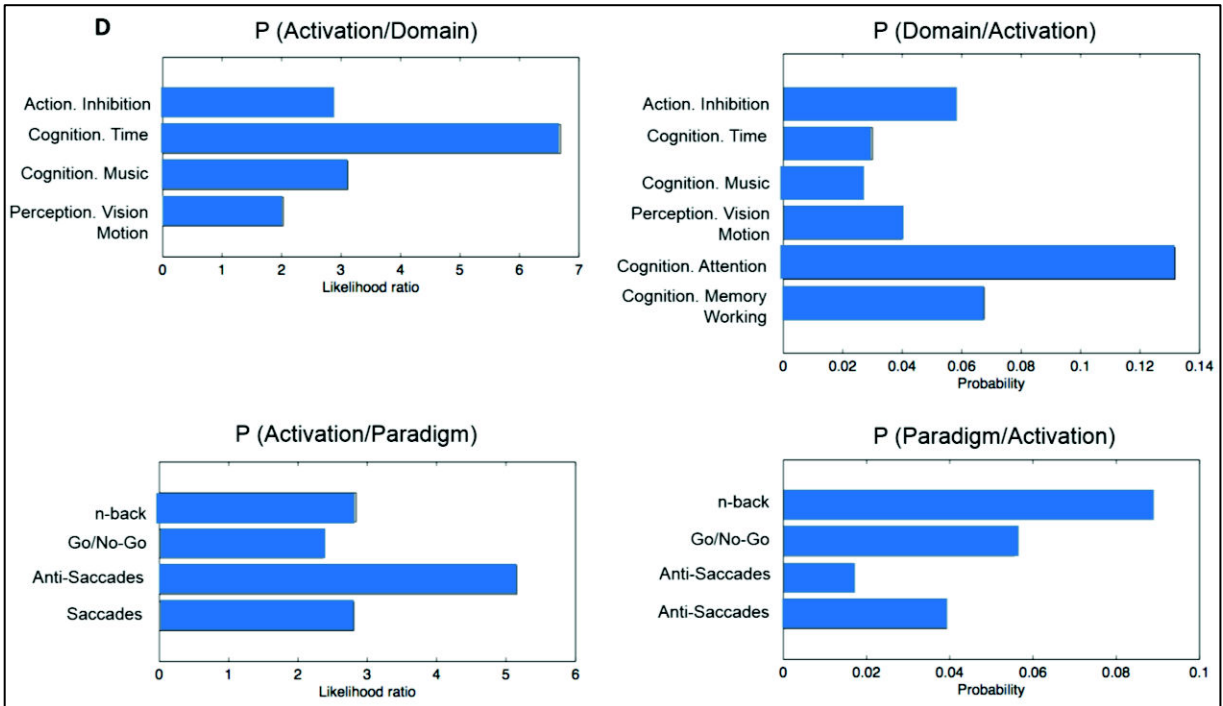 D
P (Activation/Domain)
Action. Inhibition
Cognition. Time
Cognition. Music
Perception. Vision
Motion
0 1 2 3 4 5 6 7
Likelihood ratio
P (Domain/Activation)
Action. Inhibition
Cognition. Time
Cognition. Music
Perception. Vision
Motion
Cognition. Attention
Cognition. Memory
Working
0 0.02 0.04 0.06 0.08 0.1 0.12 0.14
Probability
P (Activation/Paradigm)
n-back
Go/No-Go
Anti-Saccades
Saccades
0 1 2 3 4 5 6
Likelihood ratio
P (Paradigm/Activation)
n-back
Go/No-Go
Anti-Saccades
Anti-Saccades
0 0.02 0.04 0.06 0.08 0.1
Probability